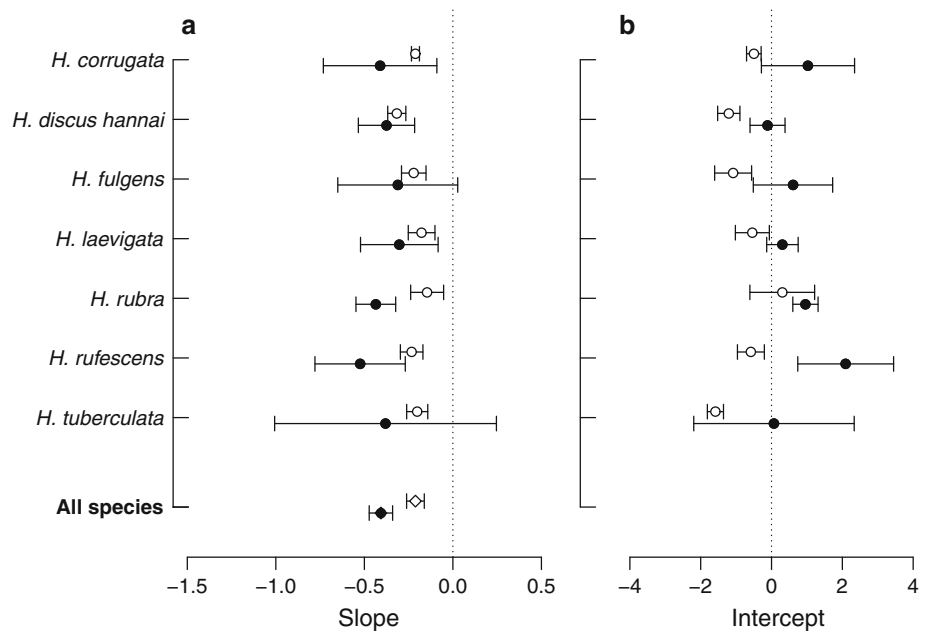 a b
H. corrugata
H. discus hannai
H. fulgens
H. laevigata
H. rubra
H. rufescens
H. tuberculata
All species
−1.5 −1.0 −0.5 0.0 0.5 −4 −2 0 2 4
Slope Intercept